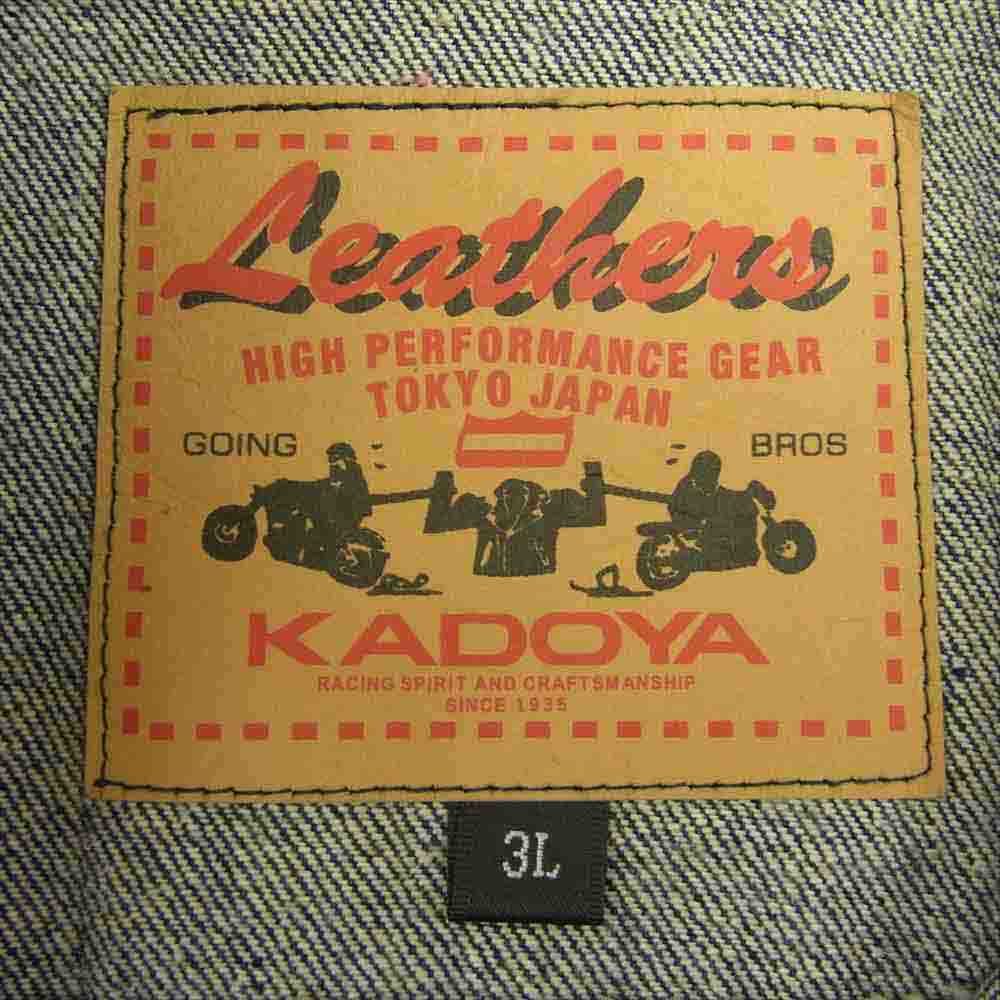 Leathers
HIGH PERFORMANCE GEAR
TOKYO JAPAN
GOING BROS
KADOYA
RACING SPIRIT AND CRAFTSMANSHIP
SINCE 1935
3L